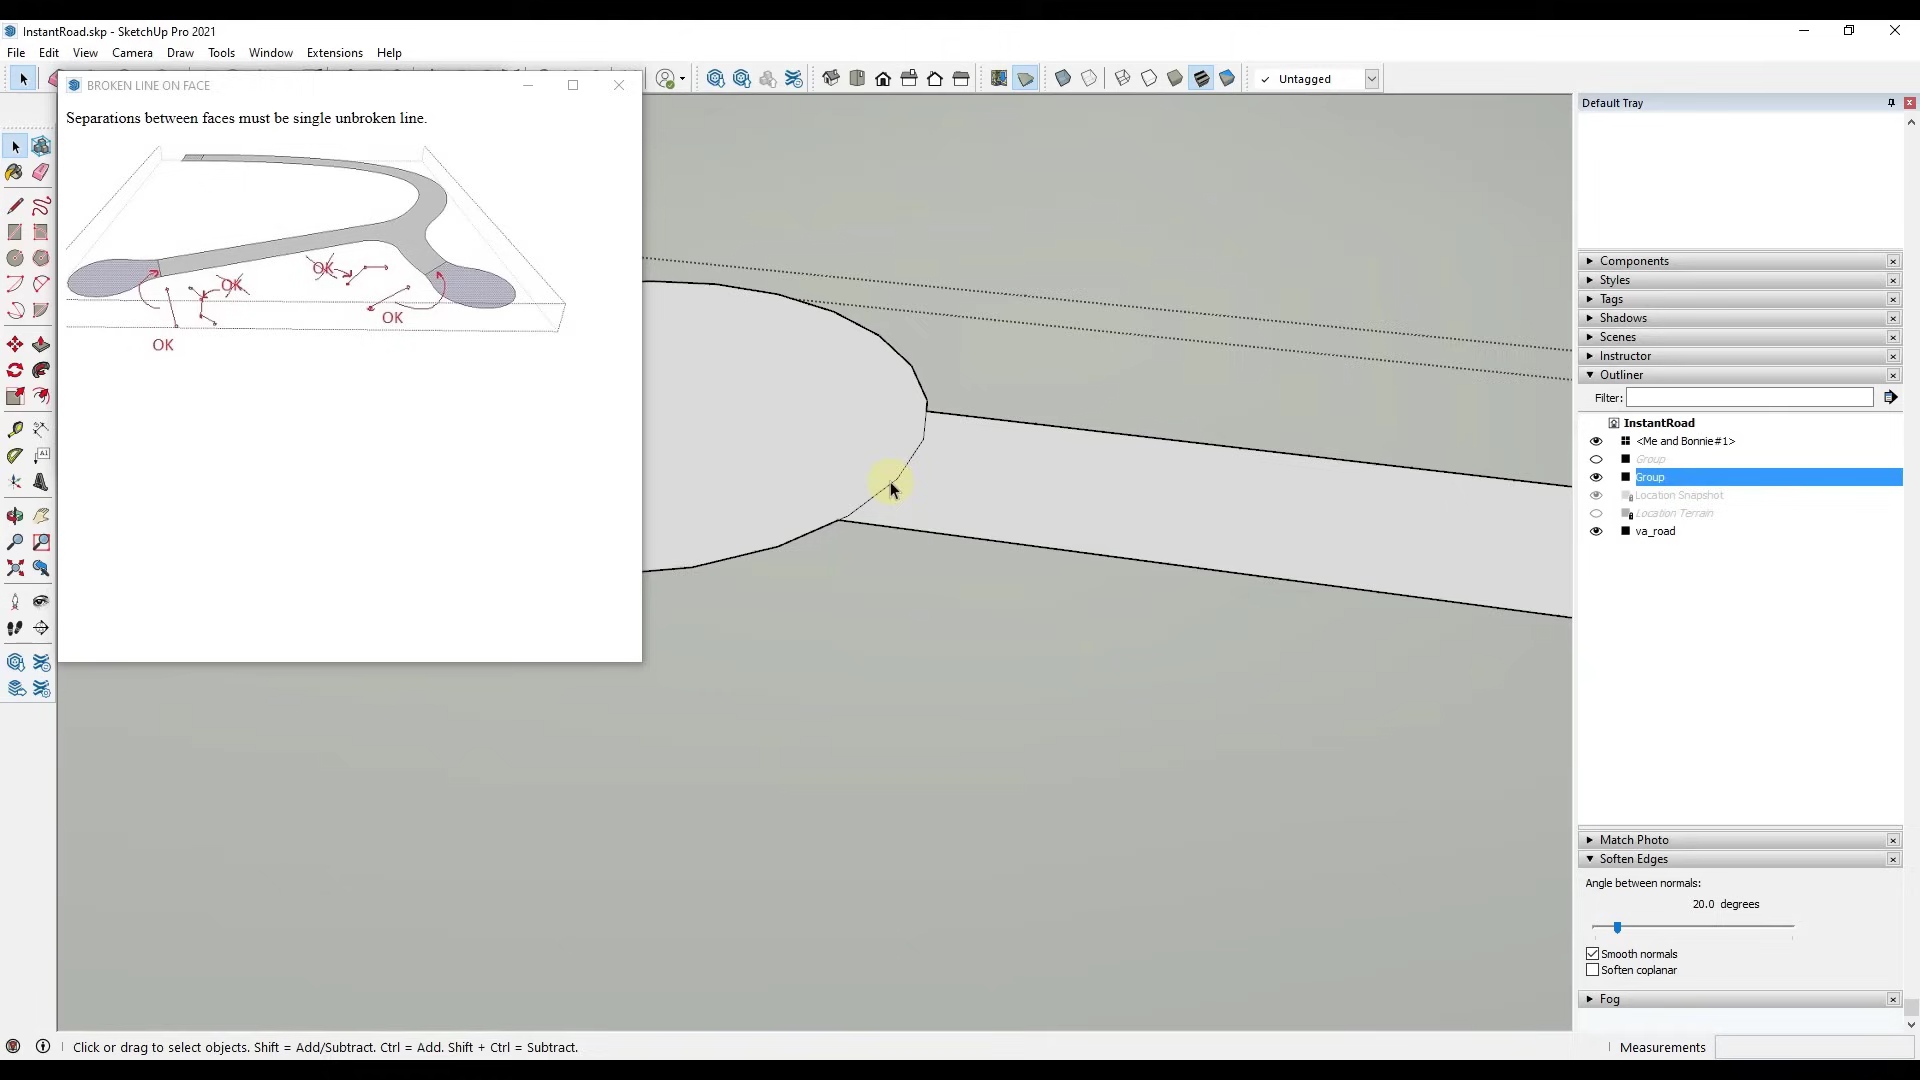 InstantRoad.skp - SketchUp Pro 2021
File Edit View Camera Draw Tools Window Extensions Help
Untagged
BROKEN LINE ON FACE
Separations between faces must be single unbroken line.
OK
OK
OK
OK
A1
Default Tray
Components
Styles
Tags
Shadows
Scenes
Instructor
Outliner
Filter:
InstantRoad
<Me and Bonnie#1>
Group
Group
Location Snapshot
Location Terrain
va_road
Match Photo
Soften Edges
Angle between normals:
20.0 degrees
Smooth normals
Soften coplanar
Fog
Click or drag to select objects. Shift = Add/Subtract. Ctrl = Add. Shift + Ctrl = Subtract.
Measurements